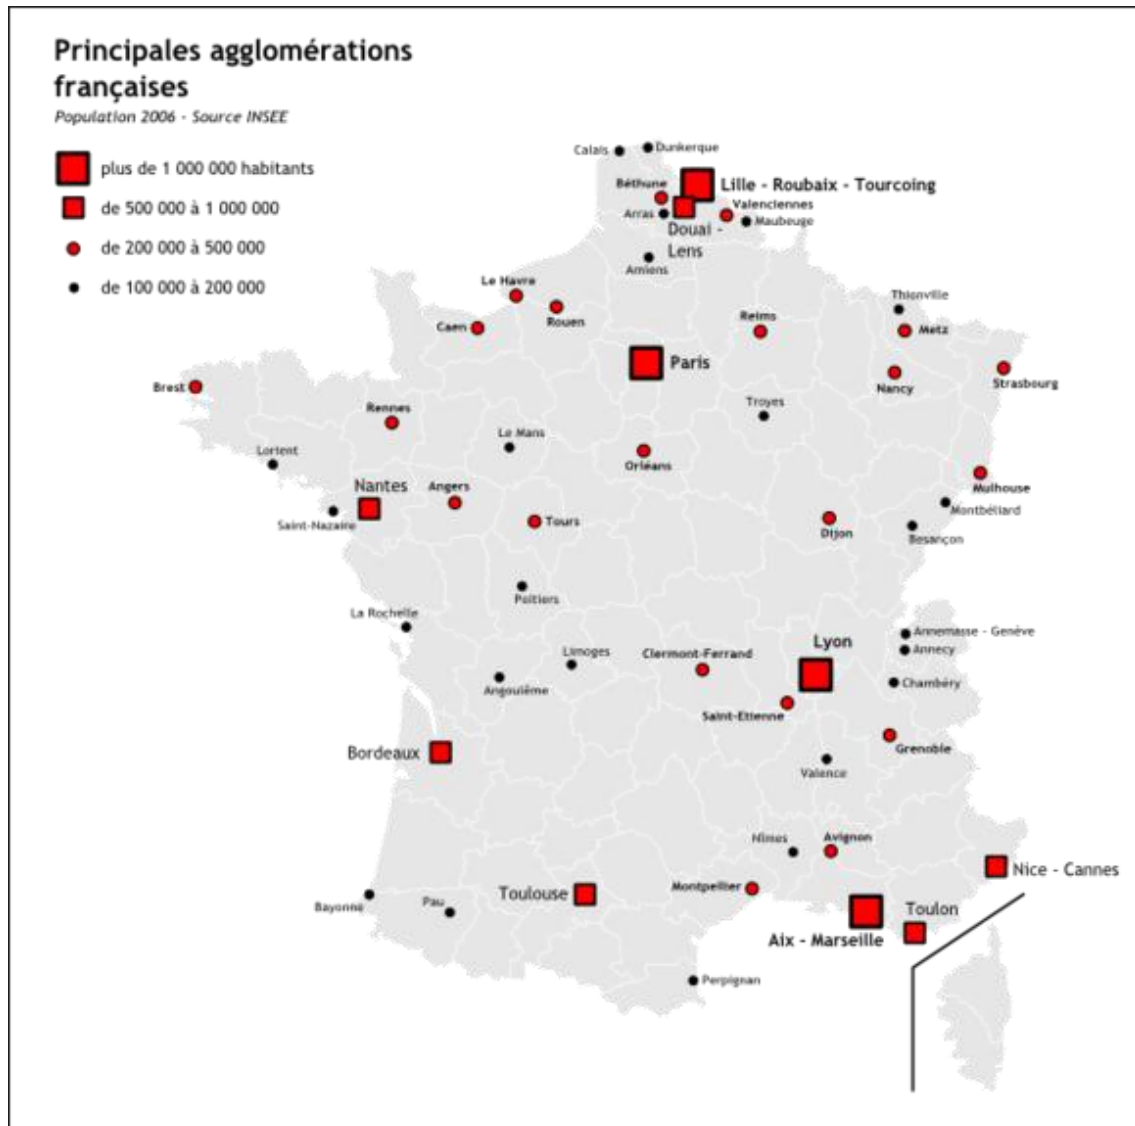 Principales agglomérations
françaises
Population 2006 - Source INSEE
plus de 1 000 000 habitants
de 500 000 à 1 000 000
de 200 000 à 500 000
de 100 000 à 200 000
Calais
Dunkerque
Béthune
Lille - Roubaix - Tourcoing
Valenciennes
Arras
Maubeuge
Douai -
Lens
Amiens
Le Havre
Thionville
Rouen
Reims
Caen
Metz
Paris
Brest
Nancy
Strasbourg
Troyes
Rennes
Le Mans
Lorient
Orléans
Nantes
Angers
Mulhouse
Montbéliard
Saint-Nazaire
Tours
Dijon
Besançon
Poitiers
La Rochelle
Annemasse - Genève
Lyon
Limoges
Clermont-Ferrand
Annecy
Chambéry
Angoulême
Saint-Etienne
Bordeaux
Grenoble
Valence
Nîmes
Avignon
Nice - Cannes
Montpellier
Toulouse
Bayonne
Pau
Toulon
Aix - Marseille
Perpignan